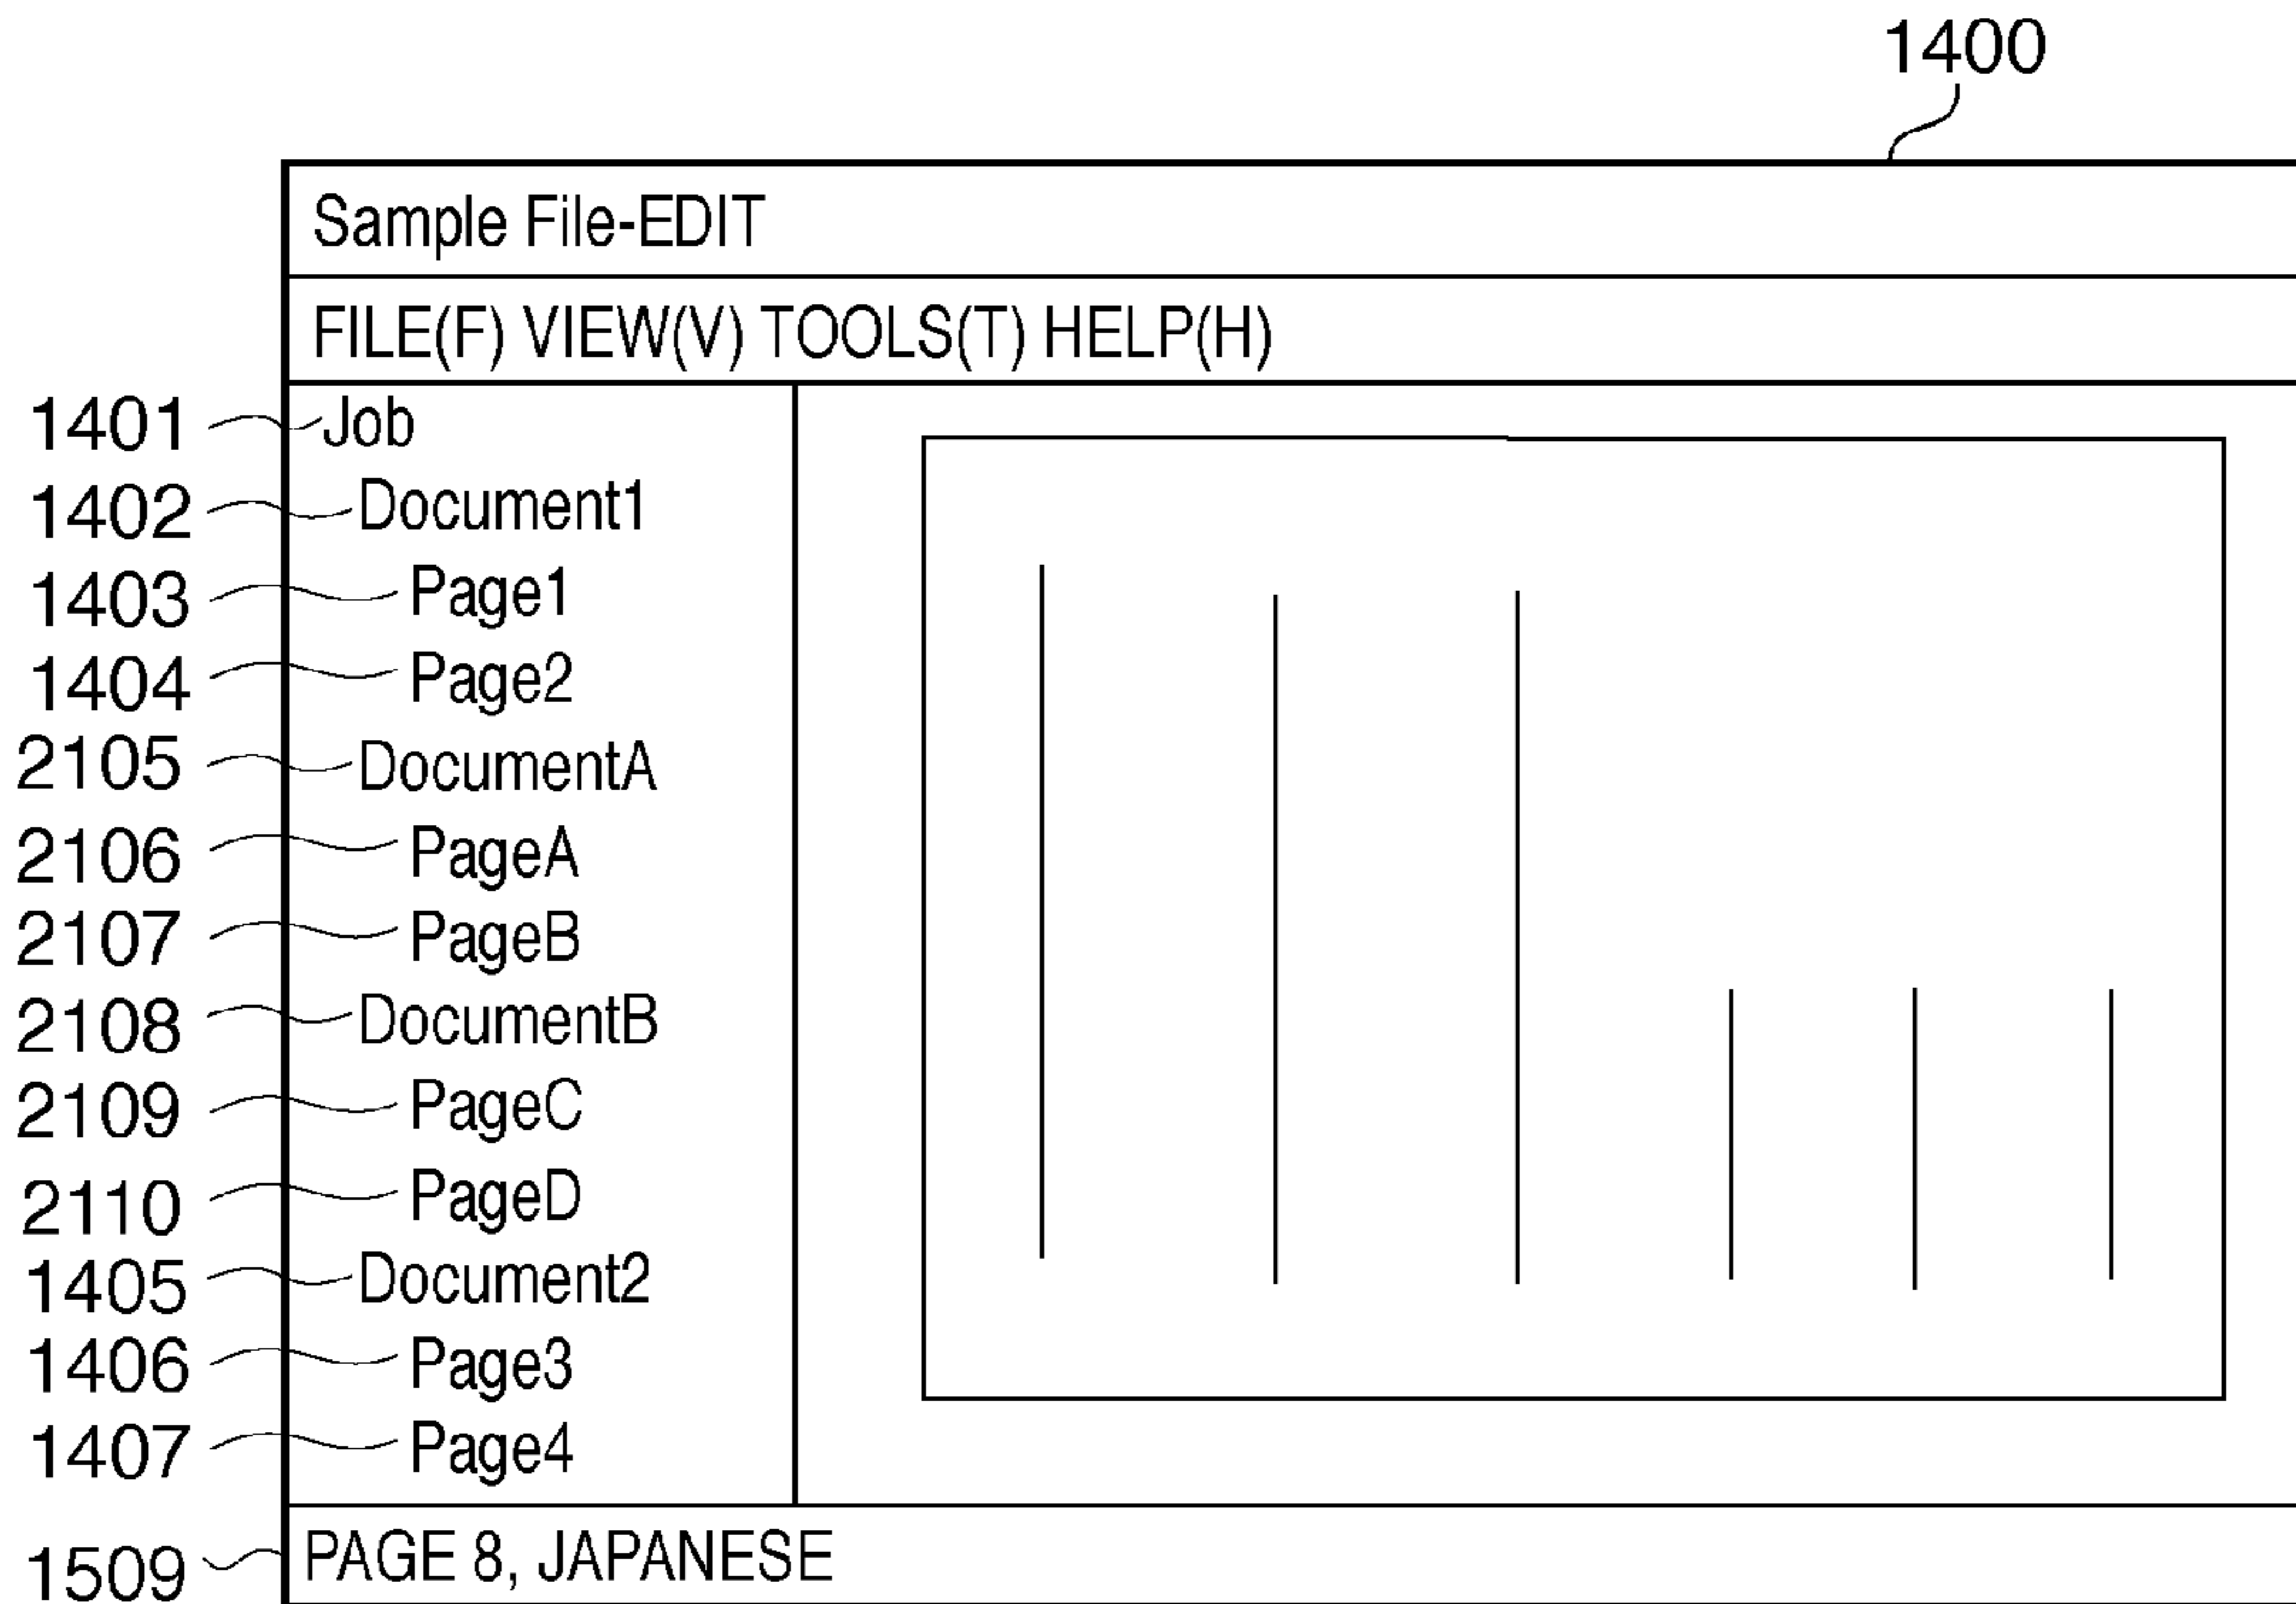 1400
Sample File-EDIT
FILE(F) VIEW(V) TOOLS(T) HELP(H)
1401 Job
1402 Document1
1403 Page1
1404 Page2
2105 DocumentA
2106 PageA
2107 PageB
2108 DocumentB
2109 PageC
2110 PageD
1405 Document2
1406 Page3
1407 Page4
1509 PAGE 8, JAPANESE